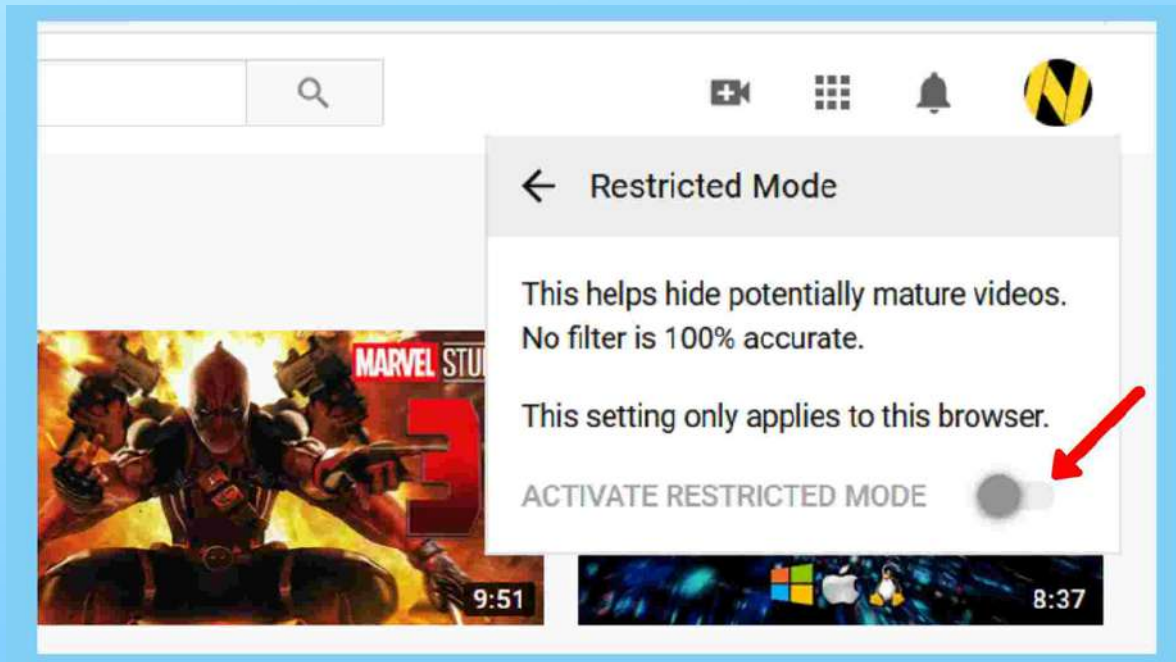 Restricted Mode
This helps hide potentially mature videos.
No filter is 100% accurate.
This setting only applies to this browser.
ACTIVATE RESTRICTED MODE
MARVEL STU
3
9:51
8:37